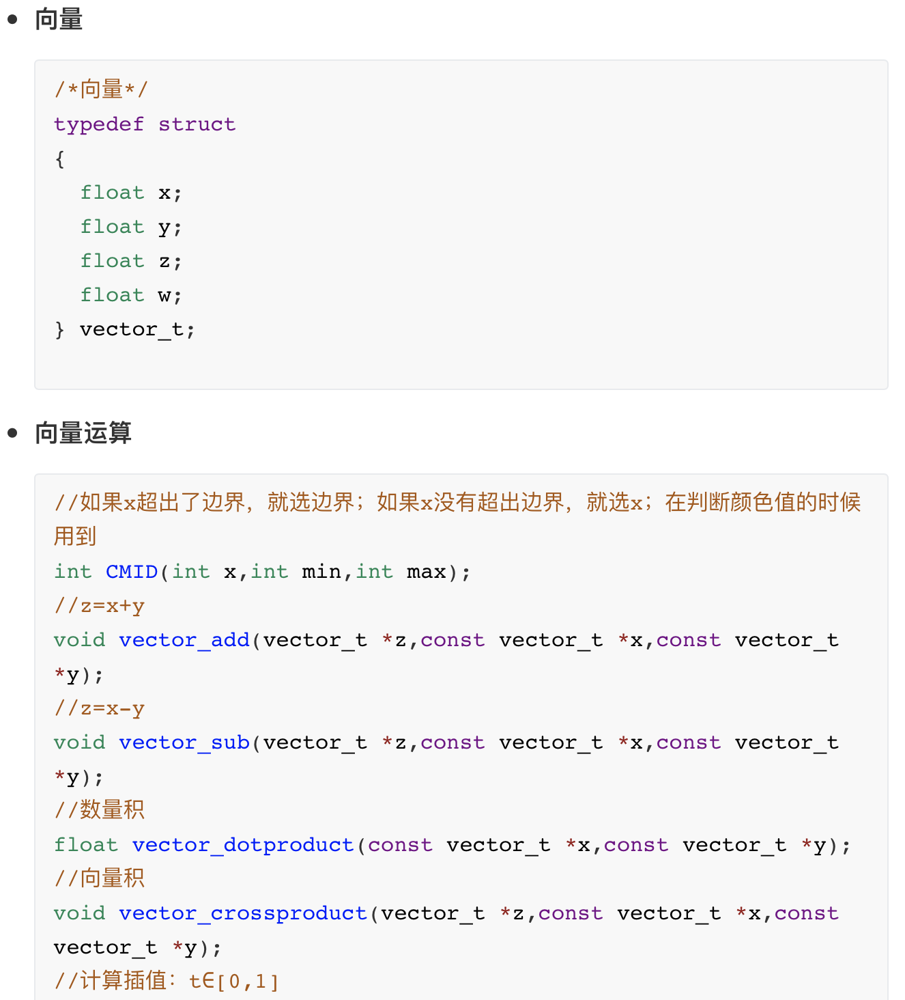 向量
/*向量*/
typedef struct
{
  float x;
  float y;
  float z;
  float w;
} vector_t;
向量运算
//如果x超出了边界，就选边界；如果x没有超出边界，就选x；在判断颜色值的时候
用到
int CMID(int x,int min,int max);
//z=x+y
void vector_add(vector_t *z,const vector_t *x,const vector_t
*y);
//z=x-y
void vector_sub(vector_t *z,const vector_t *x,const vector_t
*y);
//数量积
float vector_dotproduct(const vector_t *x,const vector_t *y);
//向量积
void vector_crossproduct(vector_t *z,const vector_t *x,const
vector_t *y);
//计算插值：t∈[0,1]